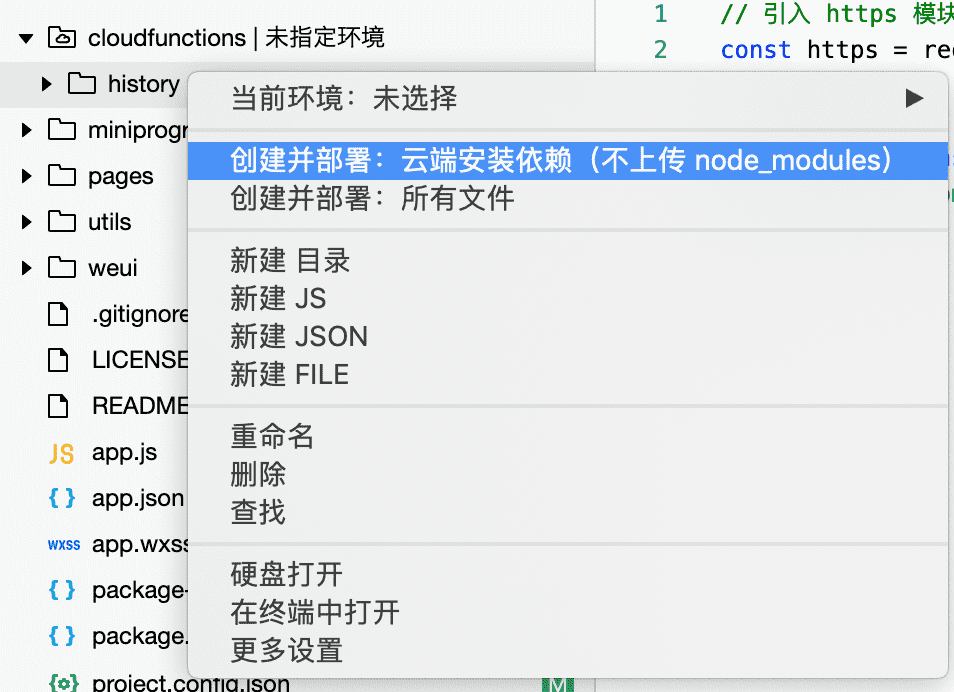 cloudfunctions | 未指定环境
history
miniprogr
pages
utils
weui
.gitignore
LICENSE
README
JS app.js
{ } app.json
wxss app.wxss
{ } package-
{ } package.
project.config.json
M
1 // 引入 https 模块
2 const https = re
当前环境：未选择
创建并部署：云端安装依赖（不上传 node_modules）
创建并部署：所有文件
新建 目录
新建 JS
新建 JSON
新建 FILE
重命名
删除
查找
硬盘打开
在终端中打开
更多设置